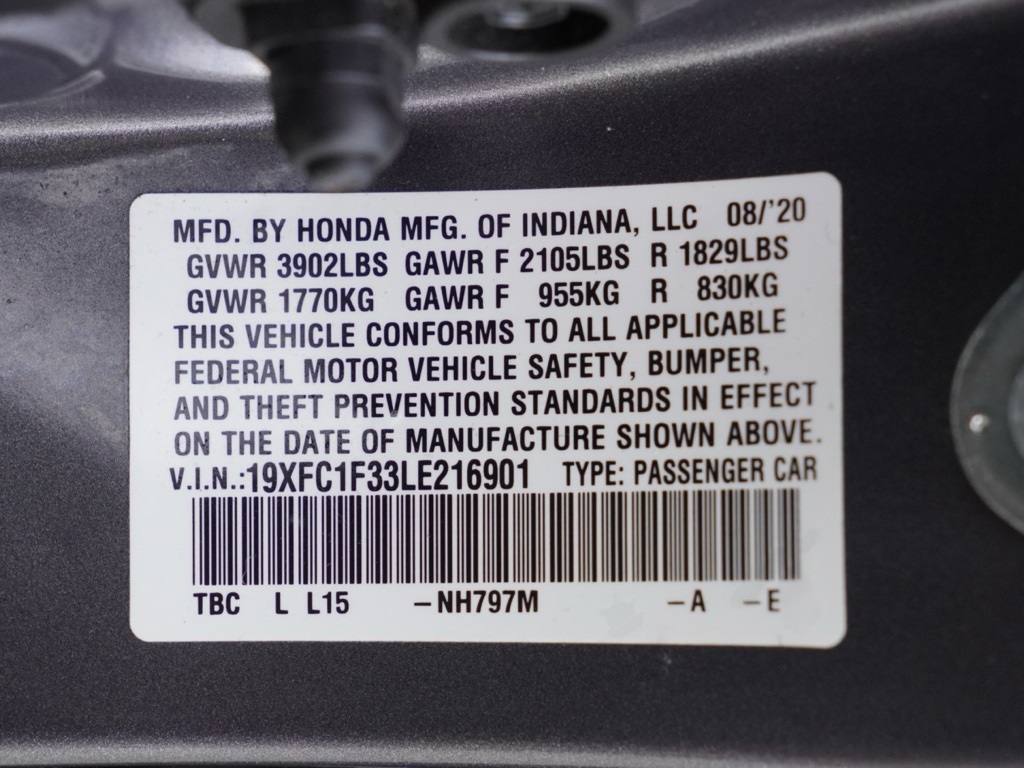 MFD. BY HONDA MFG. OF INDIANA, LLC 08/'20
GVWR 3902LBS GAWR F 2105LBS R 1829LBS
GVWR 1770KG GAWR F 955KG R 830KG
THIS VEHICLE CONFORMS TO ALL APPLICABLE
FEDERAL MOTOR VEHICLE SAFETY, BUMPER,
AND THEFT PREVENTION STANDARDS IN EFFECT
ON THE DATE OF MANUFACTURE SHOWN ABOVE.
V.I.N.:19XFC1F33LE216901 TYPE: PASSENGER CAR
TBC L L15 –NH797M –A –E